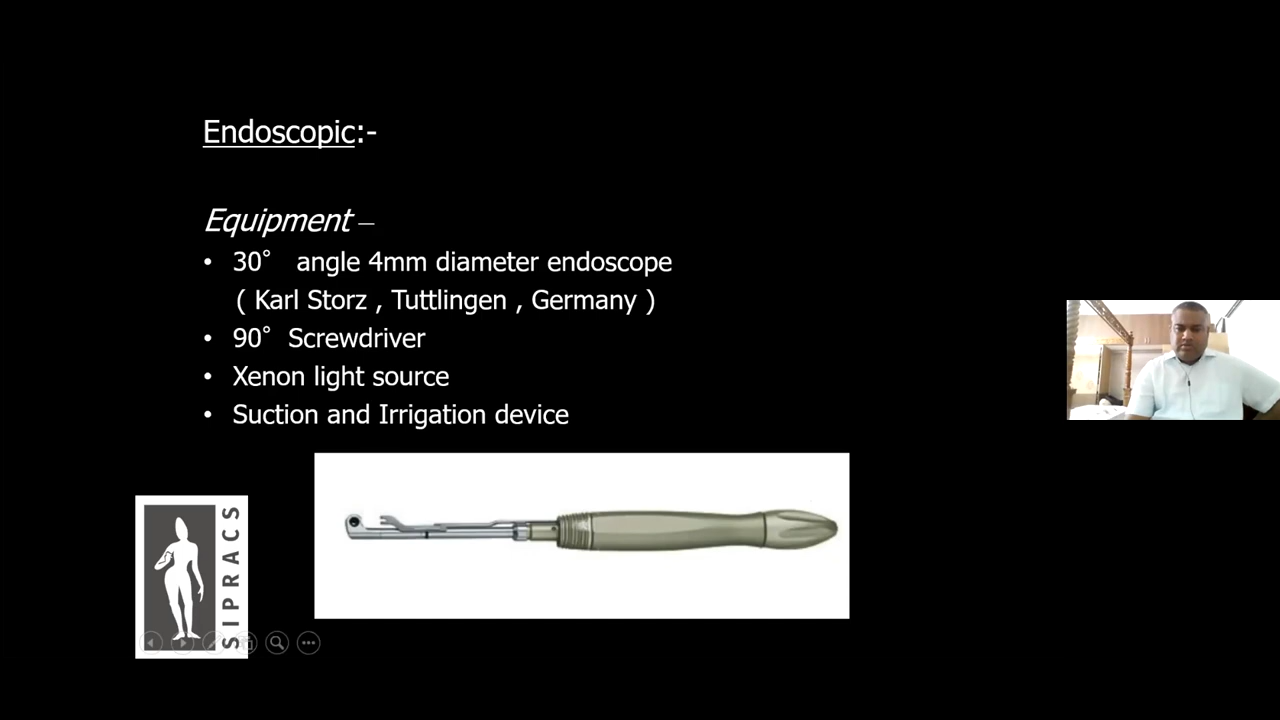 Endoscopic:-
Equipment –
• 30° angle 4mm diameter endoscope
( Karl Storz , Tuttlingen , Germany )
• 90° Screwdriver
• Xenon light source
• Suction and Irrigation device
SIPRACS